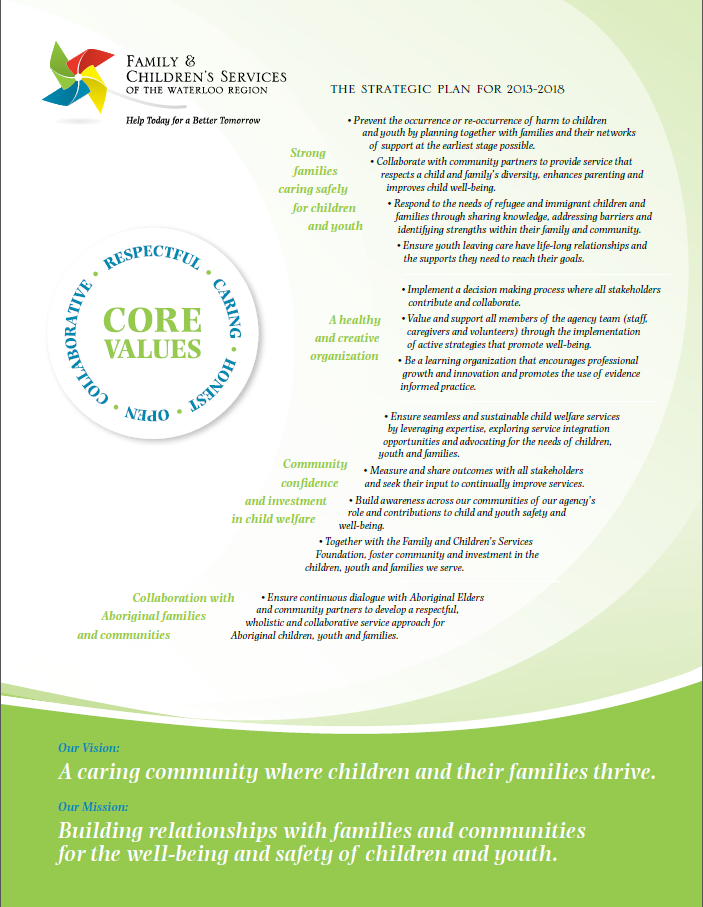 FAMILY &
CHILDREN'S SERVICES
OF THE WATERLOO REGION
Help Today for a Better Tomorrow
THE STRATEGIC PLAN FOR 2013-2018
Strong
families
caring safely
for children
and youth
• Prevent the occurrence or re-occurrence of harm to children
and youth by planning together with families and their networks
of support at the earliest stage possible.
• Collaborate with community partners to provide service that
respects a child and family's diversity, enhances parenting and
improves child well-being.
• Respond to the needs of refugee and immigrant children and
families through sharing knowledge, addressing barriers and
identifying strengths within their family and community.
• Ensure youth leaving care have life-long relationships and
the supports they need to reach their goals.
CORE
VALUES
RESPECTFUL • CARING • HONEST • OPEN • COLLABORATIVE •
A healthy
and creative
organization
• Implement a decision making process where all stakeholders
contribute and collaborate.
• Value and support all members of the agency team (staff,
caregivers and volunteers) through the implementation
of active strategies that promote well-being.
• Be a learning organization that encourages professional
growth and innovation and promotes the use of evidence
informed practice.
Community
confidence
and investment
in child welfare
• Ensure seamless and sustainable child welfare services
by leveraging expertise, exploring service integration
opportunities and advocating for the needs of children,
youth and families.
• Measure and share outcomes with all stakeholders
and seek their input to continually improve services.
• Build awareness across our communities of our agency's
role and contributions to child and youth safety and
well-being.
• Together with the Family and Children's Services
Foundation, foster community and investment in the
children, youth and families we serve.
Collaboration with
Aboriginal families
and communities
• Ensure continuous dialogue with Aboriginal Elders
and community partners to develop a respectful,
wholistic and collaborative service approach for
Aboriginal children, youth and families.
Our Vision:
A caring community where children and their families thrive.
Our Mission:
Building relationships with families and communities
for the well-being and safety of children and youth.